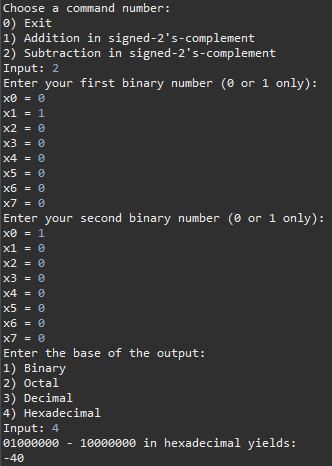 Choose a command number:
0) Exit
1) Addition in signed-2's-complement
2) Subtraction in signed-2's-complement
Input: 2
Enter your first binary number (0 or 1 only):
x0 = 0
x1 = 1
x2 = 0
x3 = 0
x4 = 0
x5 = 0
x6 = 0
x7 = 0
Enter your second binary number (0 or 1 only):
x0 = 1
x1 = 0
x2 = 0
x3 = 0
x4 = 0
x5 = 0
x6 = 0
x7 = 0
Enter the base of the output:
1) Binary
2) Octal
3) Decimal
4) Hexadecimal
Input: 4
01000000 - 10000000 in hexadecimal yields:
-40